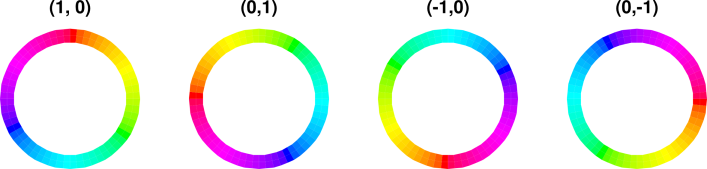 (1, 0) (0,1) (-1,0) (0,-1)